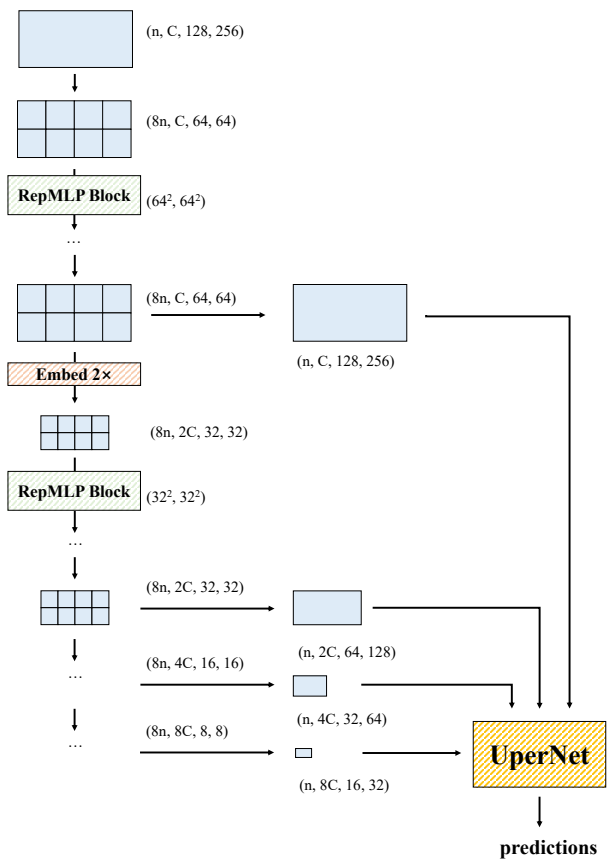 (n, C, 128, 256)
(8n, C, 64, 64)
RepMLP Block
(64², 64²)
...
(8n, C, 64, 64)
(n, C, 128, 256)
Embed 2×
(8n, 2C, 32, 32)
RepMLP Block
(32², 32²)
...
(8n, 2C, 32, 32)
(n, 2C, 64, 128)
...
(8n, 4C, 16, 16)
(n, 4C, 32, 64)
...
(8n, 8C, 8, 8)
(n, 8C, 16, 32)
UperNet
predictions